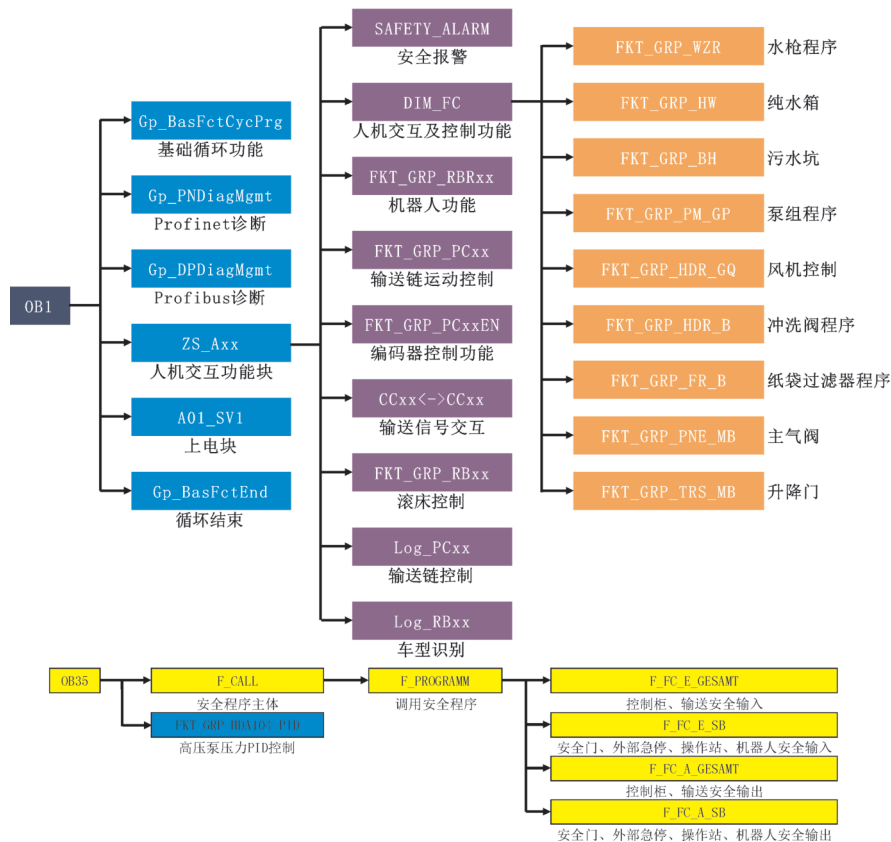 OB1
Gp_BasFctCycPrg
基础循环功能
Gp_PNDiagMgmt
Profinet诊断
Gp_DPDiagMgmt
Profibus诊断
ZS_Axx
人机交互功能块
A01_SV1
上电块
Gp_BasFctEnd
循环结束
SAFETY_ALARM
安全报警
DIM_FC
人机交互及控制功能
FKT_GRP_RBRxx
机器人功能
FKT_GRP_PCxx
输送链运动控制
FKT_GRP_PCxxEN
编码器控制功能
CCxx<->CCxx
输送信号交互
FKT_GRP_RBxx
滚床控制
Log_PCxx
输送链控制
Log_RBxx
车型识别
FKT_GRP_WZR 水枪程序
FKT_GRP_HW 纯水箱
FKT_GRP_BH 污水坑
FKT_GRP_PM_GP 泵组程序
FKT_GRP_HDR_GQ 风机控制
FKT_GRP_HDR_B 冲洗阀程序
FKT_GRP_FR_B 纸袋过滤器程序
FKT_GRP_PNE_MB 主气阀
FKT_GRP_TRS_MB 升降门
OB35
F_CALL
安全程序主体
FKT_GRP_HDA104_PID
高压泵压力PID控制
F_PROGRAMM
调用安全程序
F_FC_E_GESAMT
控制柜、输送安全输入
F_FC_E_SB
安全门、外部急停、操作站、机器人安全输入
F_FC_A_GESAMT
控制柜、输送安全输出
F_FC_A_SB
安全门、外部急停、操作站、机器人安全输出